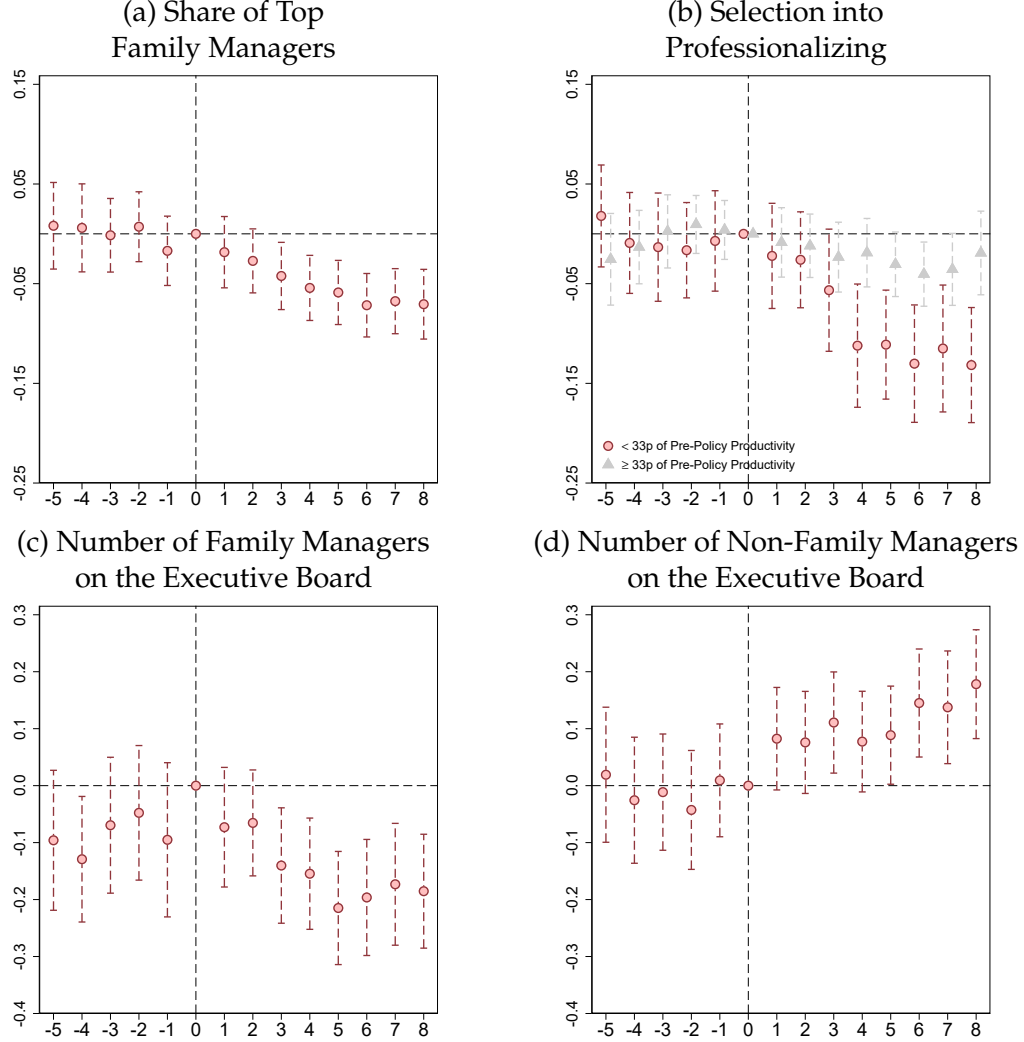 (a) Share of Top
Family Managers
0.15
0.05
-0.05
-0.15
-0.25
-5 -4 -3 -2 -1 0 1 2 3 4 5 6 7 8
(b) Selection into
Professionalizing
0.15
0.05
-0.05
-0.15
-0.25
< 33p of Pre-Policy Productivity
≥ 33p of Pre-Policy Productivity
-5 -4 -3 -2 -1 0 1 2 3 4 5 6 7 8
(c) Number of Family Managers
on the Executive Board
0.3
0.2
0.1
0.0
-0.1
-0.2
-0.3
-0.4
-5 -4 -3 -2 -1 0 1 2 3 4 5 6 7 8
(d) Number of Non-Family Managers
on the Executive Board
0.3
0.2
0.1
0.0
-0.1
-0.2
-0.3
-0.4
-5 -4 -3 -2 -1 0 1 2 3 4 5 6 7 8